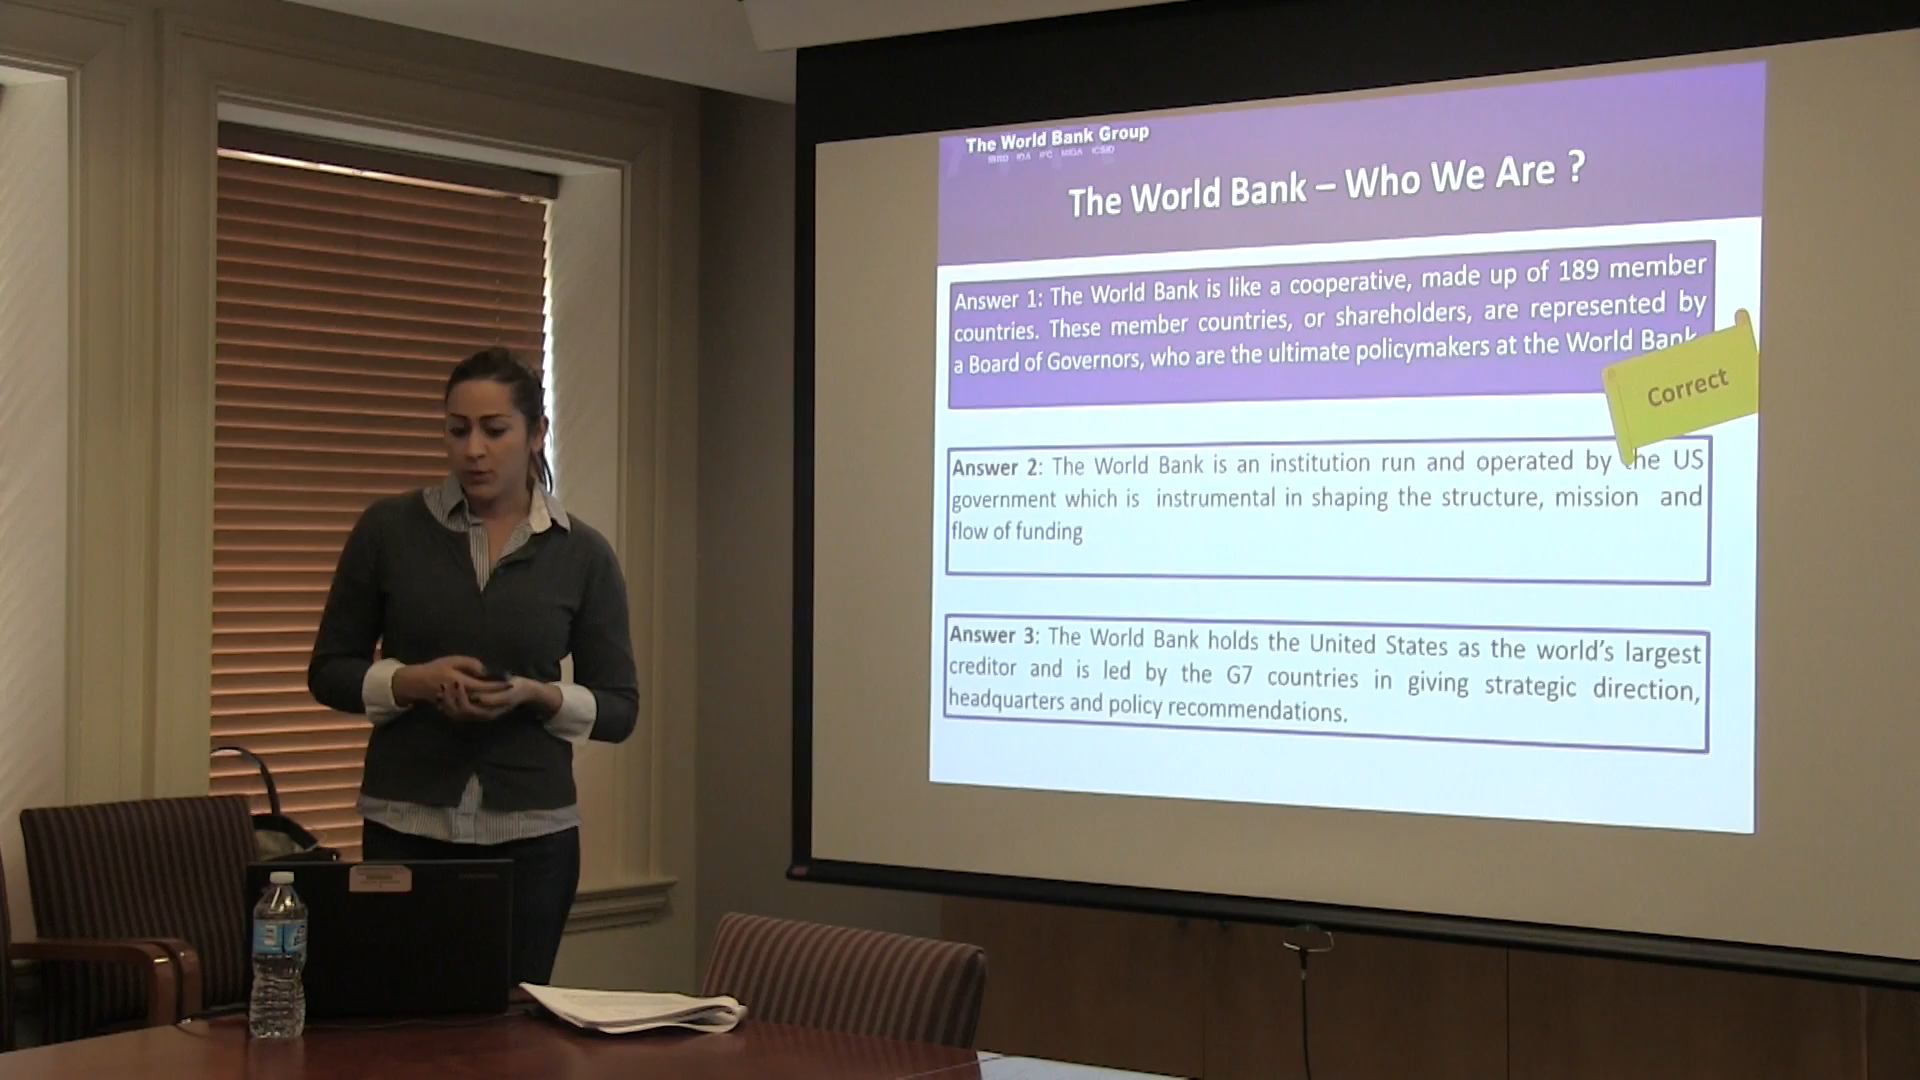 The World Bank Group
IBRD IDA IFC MIGA ICSID
The World Bank – Who We Are ?
Answer 1: The World Bank is like a cooperative, made up of 189 member
countries. These member countries, or shareholders, are represented by
a Board of Governors, who are the ultimate policymakers at the World Bank
Correct
Answer 2: The World Bank is an institution run and operated by the US
government which is instrumental in shaping the structure, mission and
flow of funding
Answer 3: The World Bank holds the United States as the world's largest
creditor and is led by the G7 countries in giving strategic direction,
headquarters and policy recommendations.